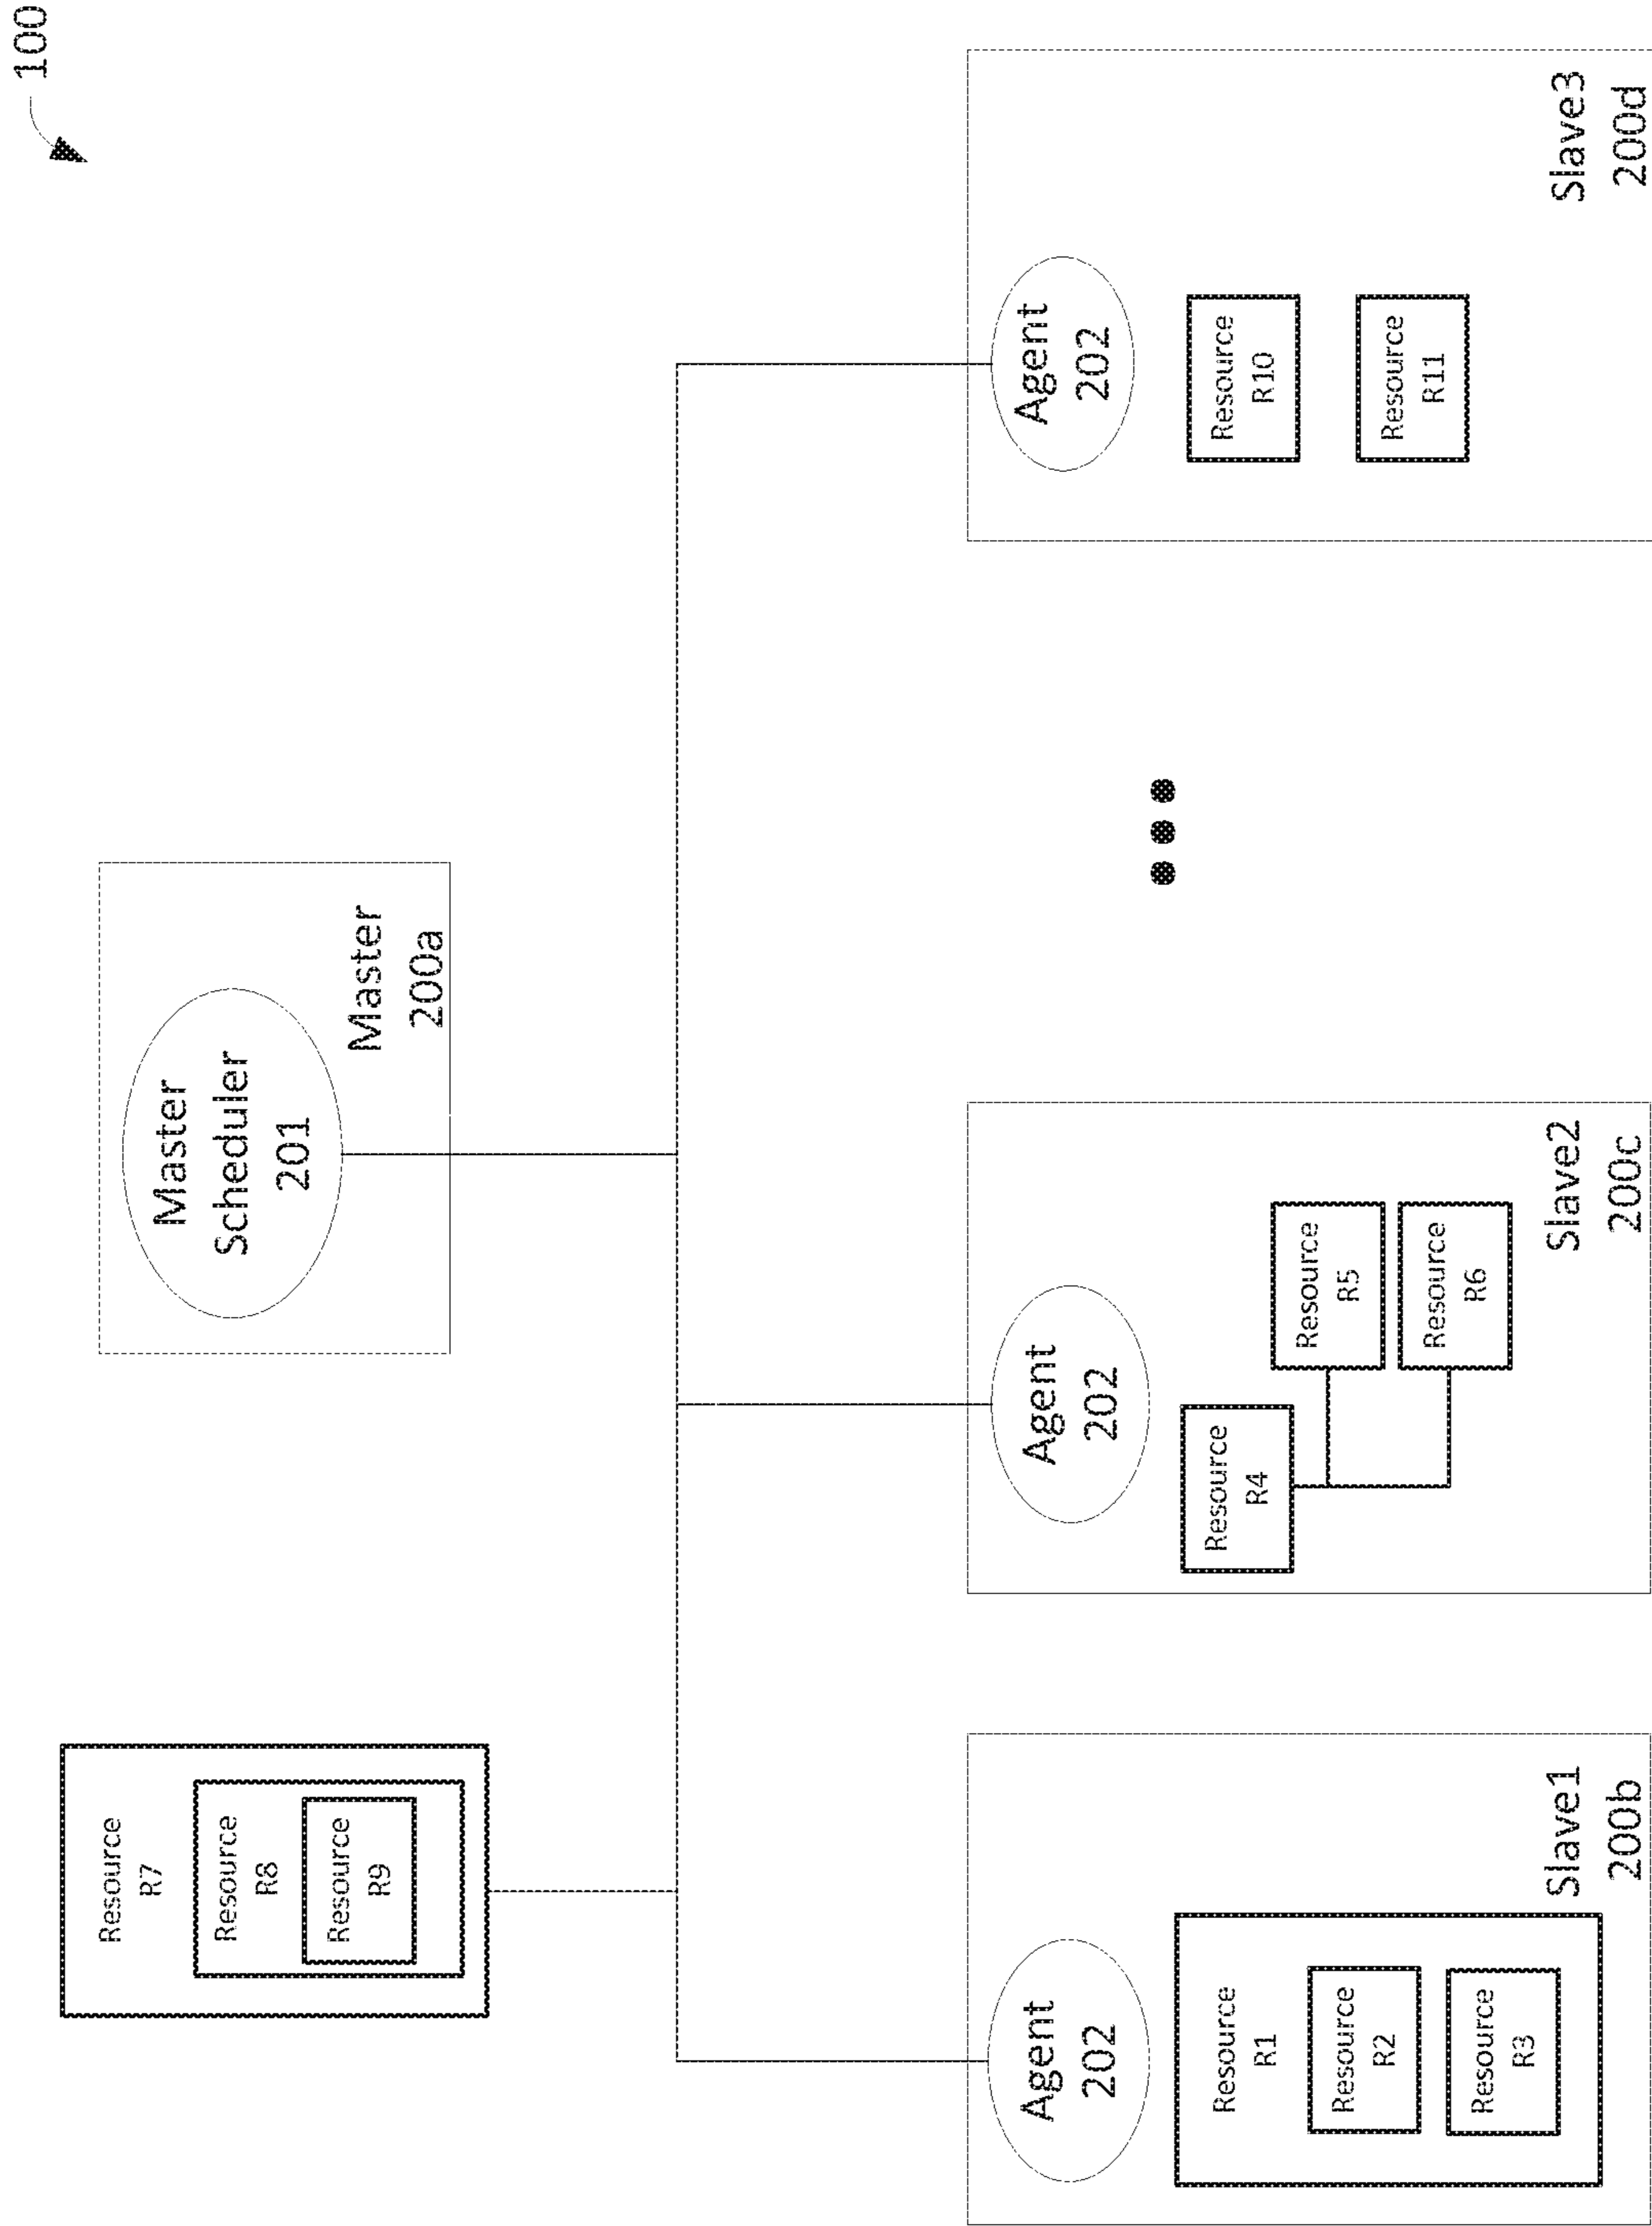 100
Resource
R7
Resource
R8
Resource
R9
Master
Scheduler
201
Master
200a
Agent
202
Resource
R1
Resource
R2
Resource
R3
Slave1
200b
Agent
202
Resource
R4
Resource
R5
Resource
R6
Slave2
200c
Agent
202
Resource
R10
Resource
R11
Slave3
200d